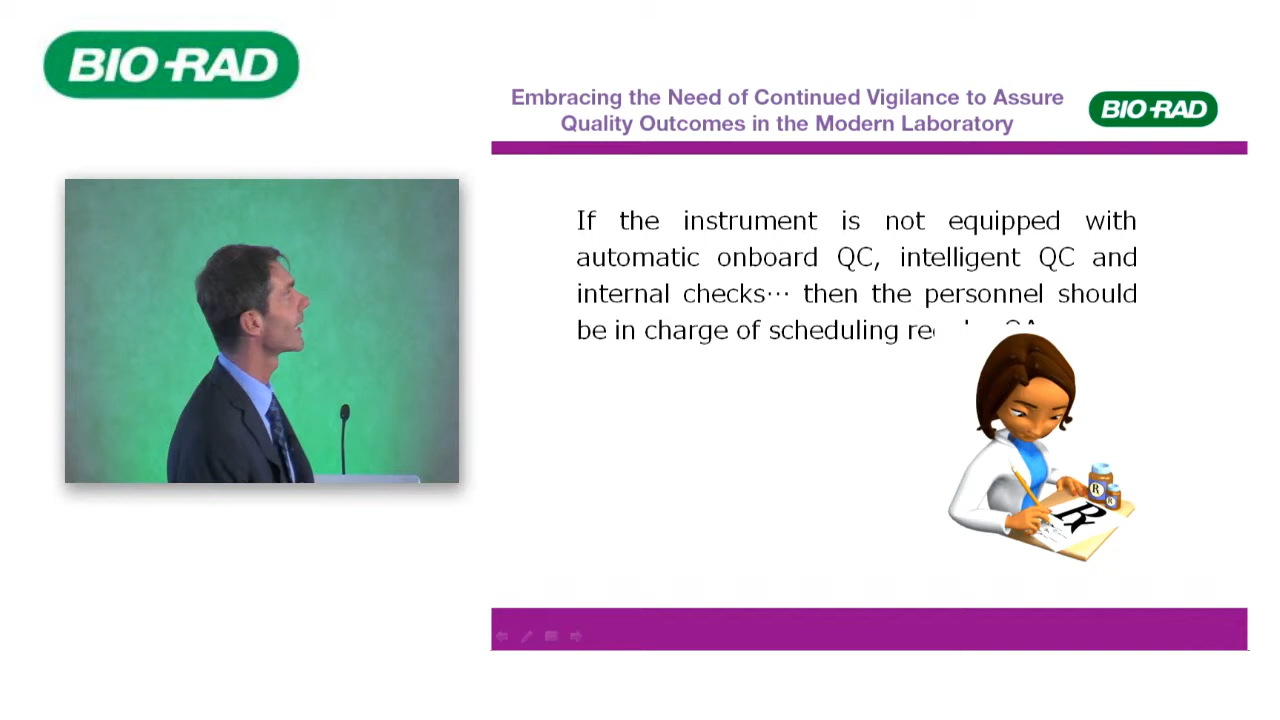 BIO-RAD
Embracing the Need of Continued Vigilance to Assure
Quality Outcomes in the Modern Laboratory
BIO-RAD
If the instrument is not equipped with
automatic onboard QC, intelligent QC and
internal checks… then the personnel should
be in charge of scheduling
R
R
Rx